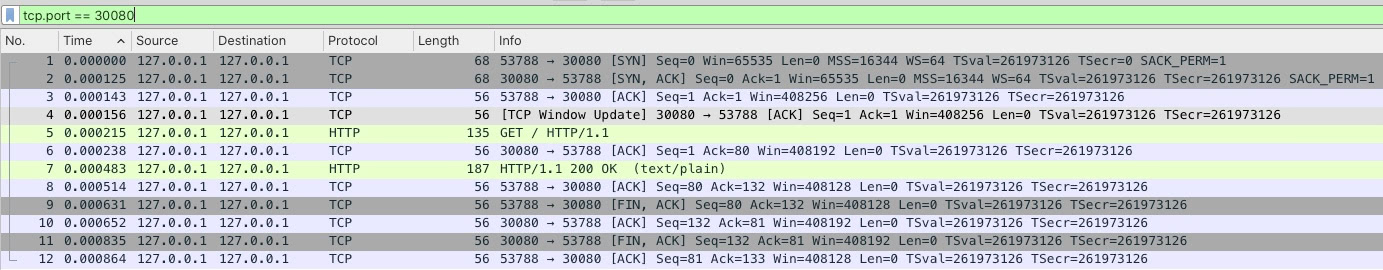 tcp.port == 30080
No. Time Source Destination Protocol Length Info
1 0.000000 127.0.0.1 127.0.0.1 TCP 68 53788 → 30080 [SYN] Seq=0 Win=65535 Len=0 MSS=16344 WS=64 TSval=261973126 TSecr=0 SACK_PERM=1
2 0.000125 127.0.0.1 127.0.0.1 TCP 68 30080 → 53788 [SYN, ACK] Seq=0 Ack=1 Win=65535 Len=0 MSS=16344 WS=64 TSval=261973126 TSecr=261973126 SACK_PERM=1
3 0.000143 127.0.0.1 127.0.0.1 TCP 56 53788 → 30080 [ACK] Seq=1 Ack=1 Win=408256 Len=0 TSval=261973126 TSecr=261973126
4 0.000156 127.0.0.1 127.0.0.1 TCP 56 [TCP Window Update] 30080 → 53788 [ACK] Seq=1 Ack=1 Win=408256 Len=0 TSval=261973126 TSecr=261973126
5 0.000215 127.0.0.1 127.0.0.1 HTTP 135 GET / HTTP/1.1
6 0.000238 127.0.0.1 127.0.0.1 TCP 56 30080 → 53788 [ACK] Seq=1 Ack=80 Win=408192 Len=0 TSval=261973126 TSecr=261973126
7 0.000483 127.0.0.1 127.0.0.1 HTTP 187 HTTP/1.1 200 OK (text/plain)
8 0.000514 127.0.0.1 127.0.0.1 TCP 56 53788 → 30080 [ACK] Seq=80 Ack=132 Win=408128 Len=0 TSval=261973126 TSecr=261973126
9 0.000631 127.0.0.1 127.0.0.1 TCP 56 53788 → 30080 [FIN, ACK] Seq=80 Ack=132 Win=408128 Len=0 TSval=261973126 TSecr=261973126
10 0.000652 127.0.0.1 127.0.0.1 TCP 56 30080 → 53788 [ACK] Seq=132 Ack=81 Win=408192 Len=0 TSval=261973126 TSecr=261973126
11 0.000835 127.0.0.1 127.0.0.1 TCP 56 30080 → 53788 [FIN, ACK] Seq=132 Ack=81 Win=408192 Len=0 TSval=261973126 TSecr=261973126
12 0.000864 127.0.0.1 127.0.0.1 TCP 56 53788 → 30080 [ACK] Seq=81 Ack=133 Win=408128 Len=0 TSval=261973126 TSecr=261973126